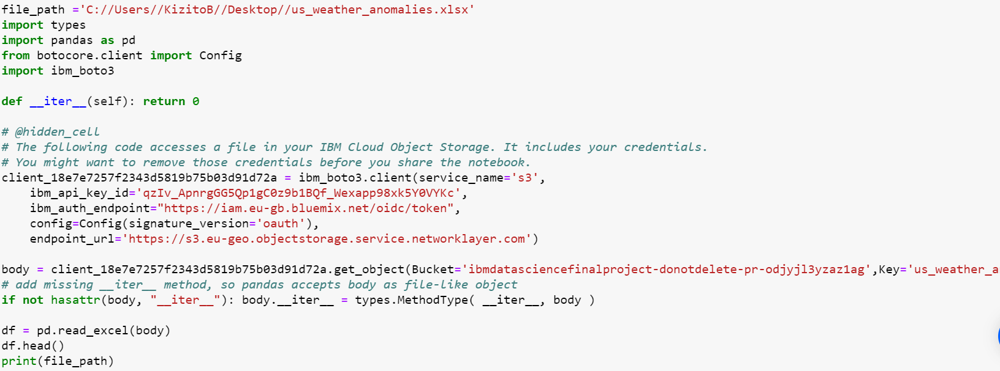 file_path ='C://Users//KizitoB//Desktop//us_weather_anomalies.xlsx'
import types
import pandas as pd
from botocore.client import Config
import ibm_boto3
def __iter__(self): return 0
# @hidden_cell
# The following code accesses a file in your IBM Cloud Object Storage. It includes your credentials.
# You might want to remove those credentials before you share the notebook.
client_18e7e7257f2343d5819b75b03d91d72a = ibm_boto3.client(service_name='s3',
    ibm_api_key_id='qzIv_ApnrgGG5Qp1gC0z9b1BQf_Wexapp98xk5Y0VYKc',
    ibm_auth_endpoint="https://iam.eu-gb.bluemix.net/oidc/token",
    config=Config(signature_version='oauth'),
    endpoint_url='https://s3.eu-geo.objectstorage.service.networklayer.com')
body = client_18e7e7257f2343d5819b75b03d91d72a.get_object(Bucket='ibmdatasciencefinalproject-donotdelete-pr-odjyjl3yzaz1ag',Key='us_weather_a
# add missing __iter__ method, so pandas accepts body as file-like object
if not hasattr(body, "__iter__"): body.__iter__ = types.MethodType( __iter__, body )
df = pd.read_excel(body)
df.head()
print(file_path)